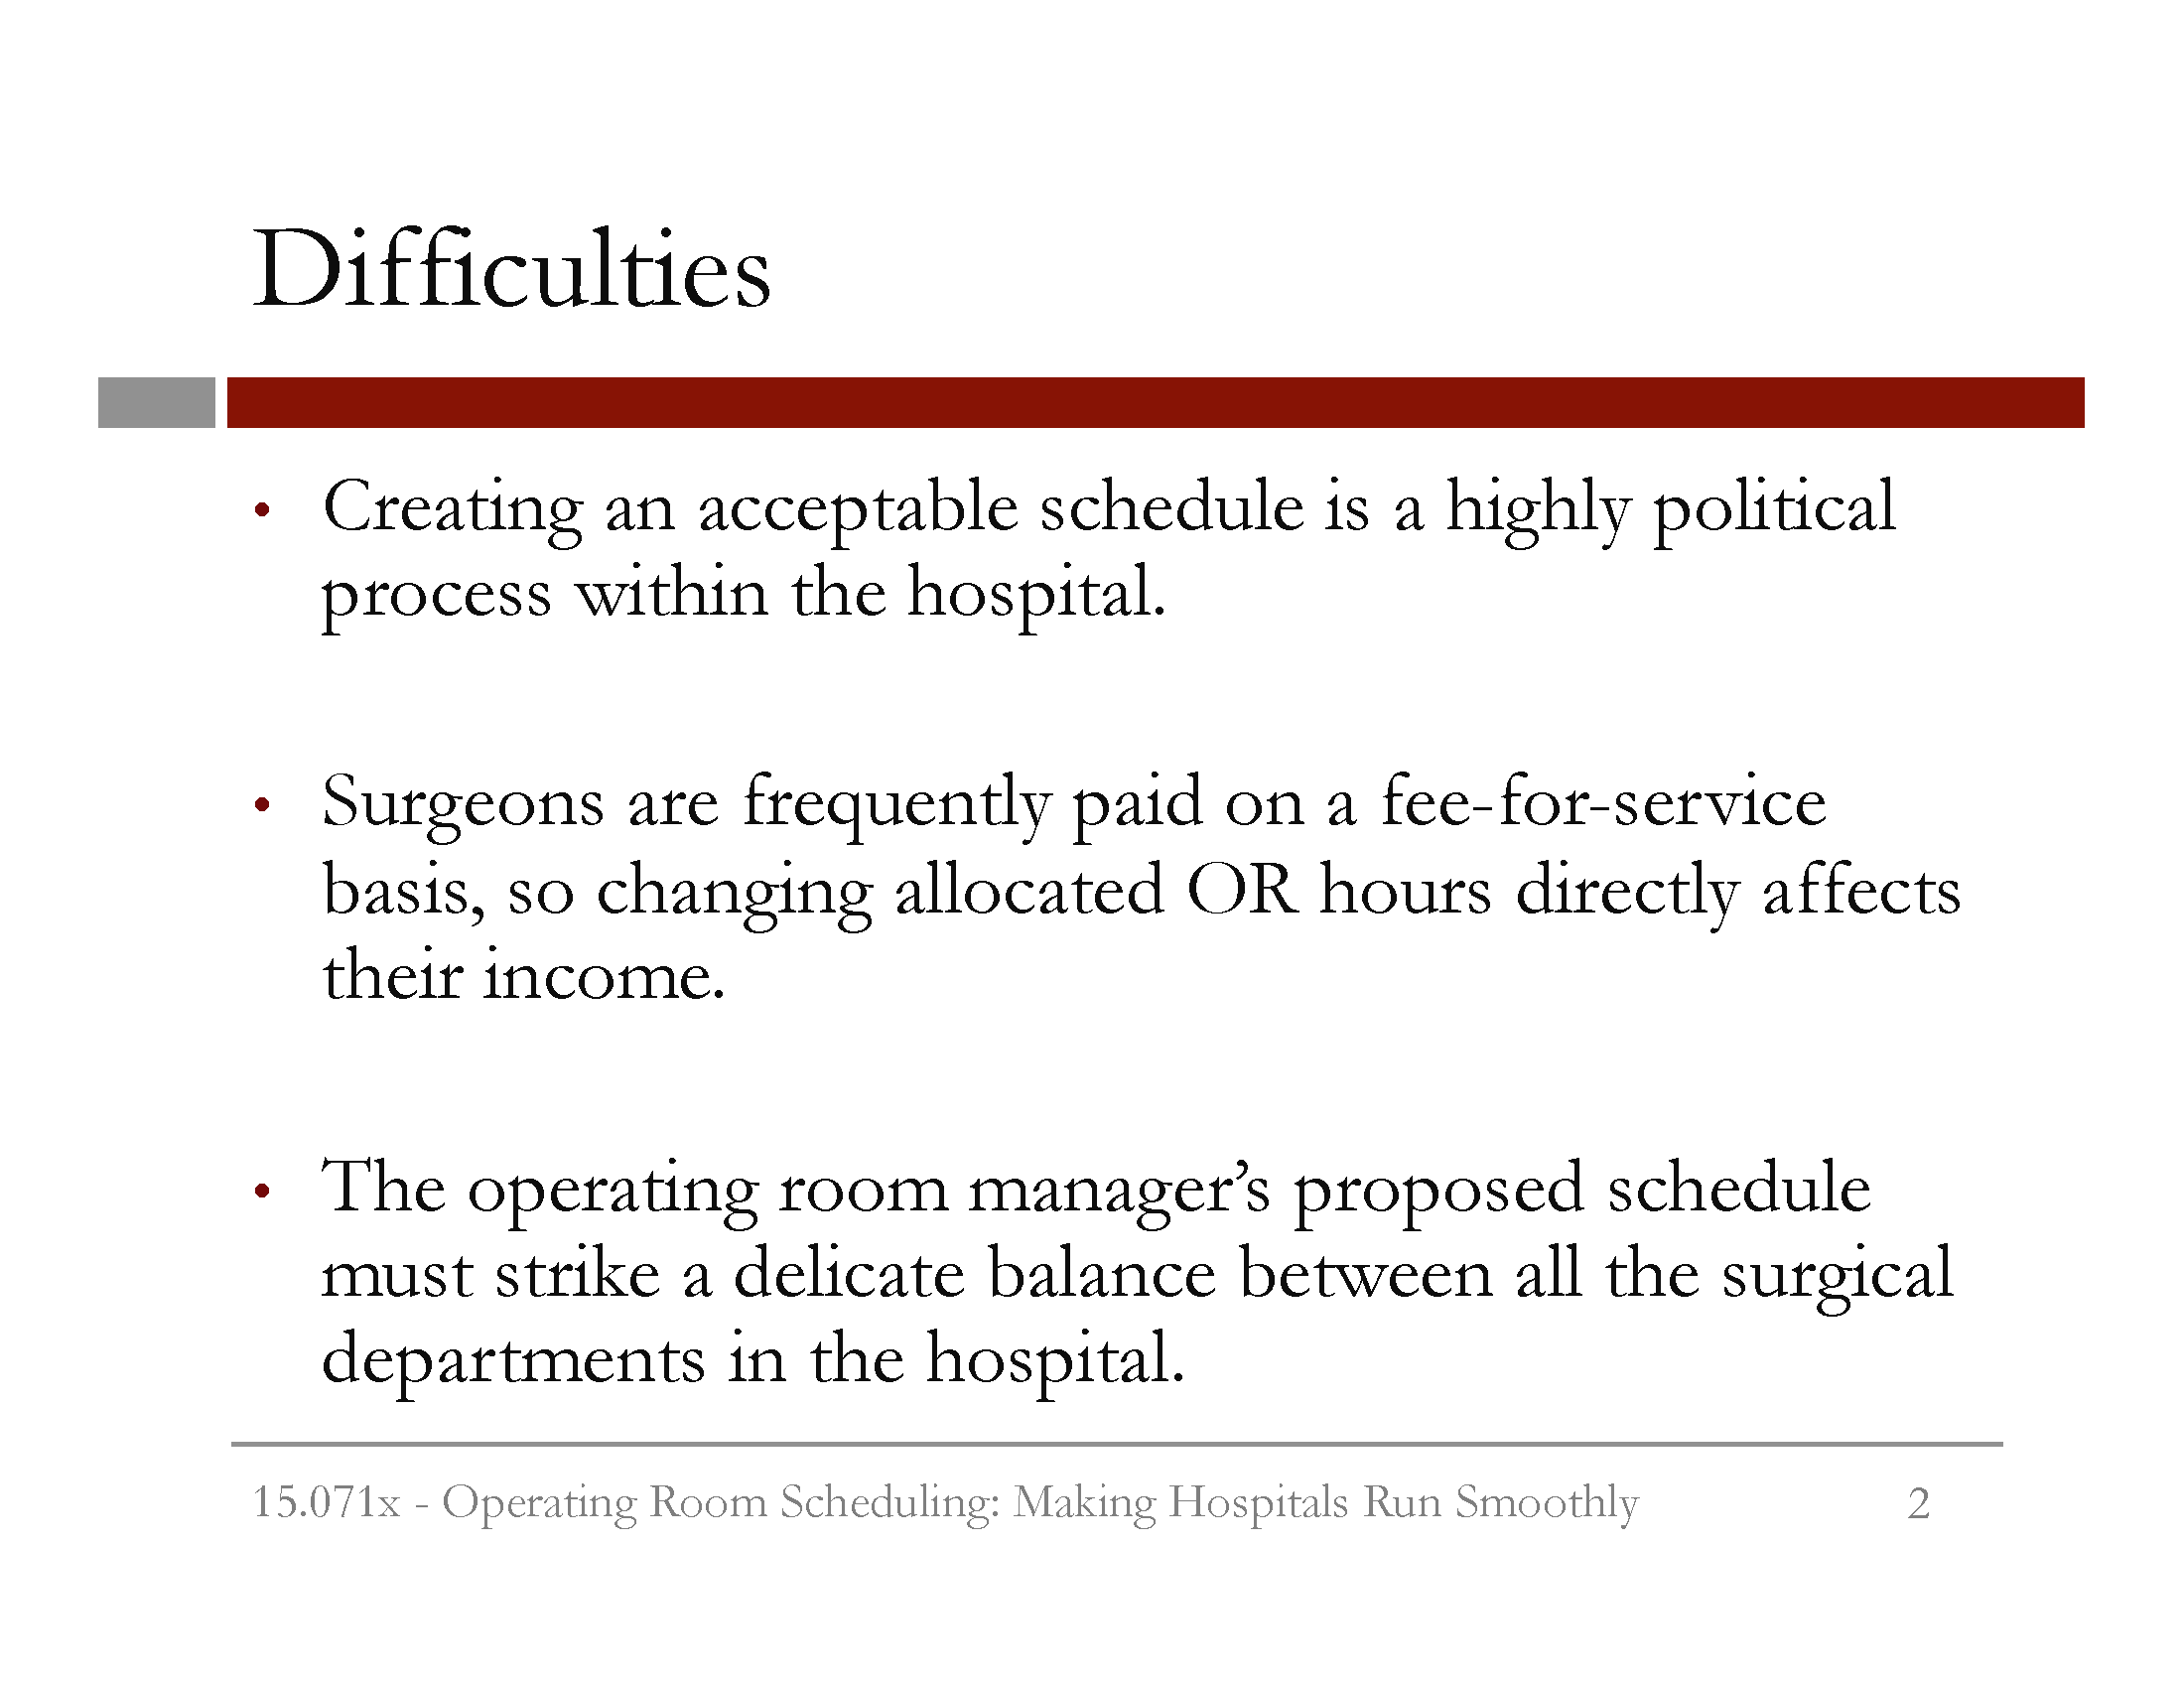 Difficulties
• Creating an acceptable schedule is a highly political
process within the hospital.
• Surgeons are frequently paid on a fee-for-service
basis, so changing allocated OR hours directly affects
their income.
• The operating room manager’s proposed schedule
must strike a delicate balance between all the surgical
departments in the hospital.
15.071x - Operating Room Scheduling: Making Hospitals Run Smoothly 2